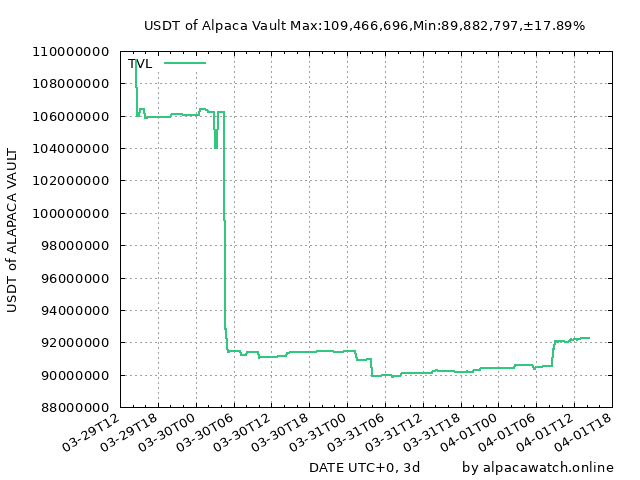 USDT of Alpaca Vault Max:109,466,696,Min:89,882,797,±17.89%
TVL
USDT of ALAPACA VAULT
110000000
108000000
106000000
104000000
102000000
100000000
98000000
96000000
94000000
92000000
90000000
88000000
03-29T12
03-29T18
03-30T00
03-30T06
03-30T12
03-30T18
03-31T00
03-31T06
03-31T12
03-31T18
04-01T00
04-01T06
04-01T12
04-01T18
DATE UTC+0, 3d
by alpacawatch.online